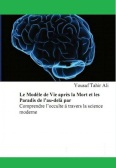 Yousuf Tahir Ali
Le Modèle de Vie après la Mort et les
Paradis de l'au-delà par
Comprendre l'occulte à travers la science
moderne